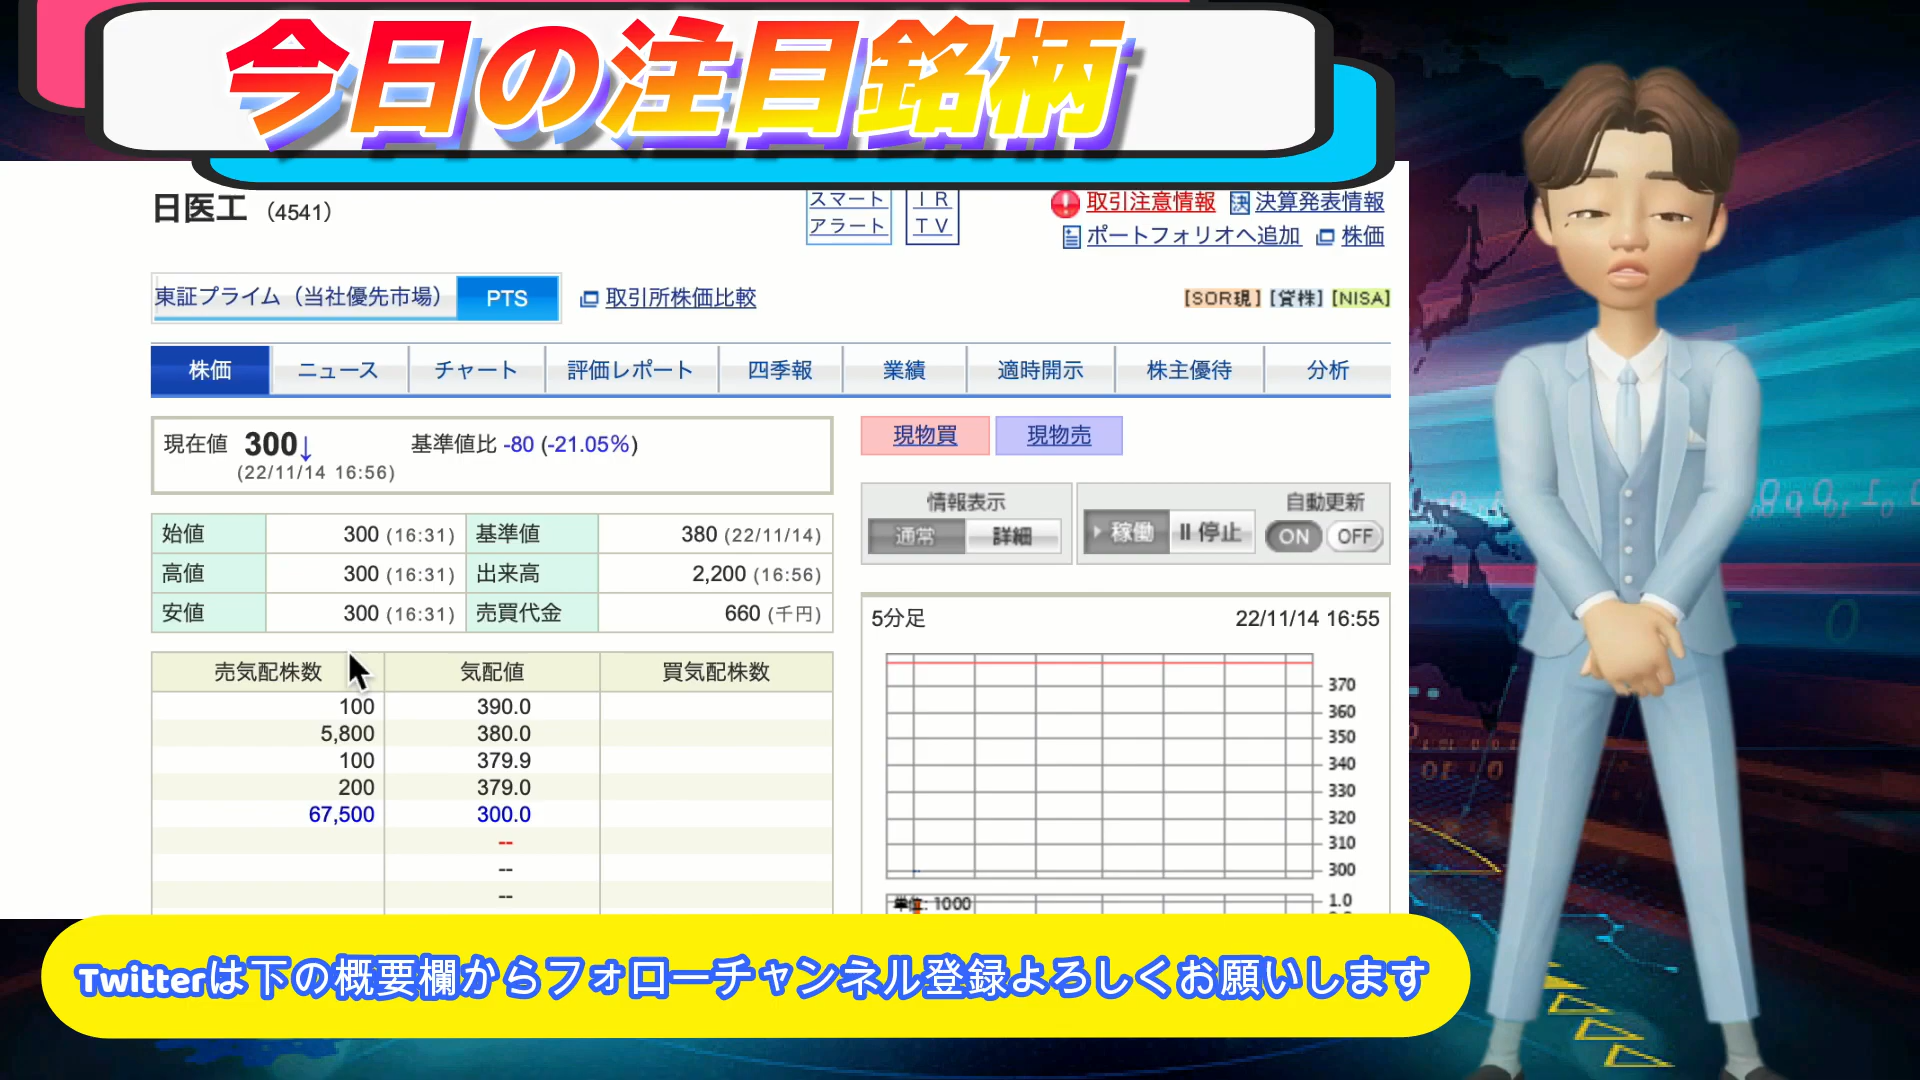 今日の注目銘柄
日医工 (4541)
スマートアラート
IR TV
取引注意情報 決算発表情報
ポートフォリオへ追加 株価
東証プライム(当社優先市場) PTS 取引所株価比較
[SOR現] [貸株] [NISA]
株価 ニュース チャート 評価レポート 四季報 業績 適時開示 株主優待 分析
現在値 300↓ 基準値比 -80 (-21.05%)
(22/11/14 16:56)
現物買 現物売
情報表示 自動更新
通常 詳細 稼働 停止 ON OFF
始値 300 (16:31) 基準値 380 (22/11/14)
高値 300 (16:31) 出来高 2,200 (16:56)
安値 300 (16:31) 売買代金 660 (千円)
5分足 22/11/14 16:55
売気配株数 気配値 買気配株数
100 390.0
5,800 380.0
100 379.9
200 379.0
67,500 300.0
--
--
--
370
360
350
340
330
320
310
300
単位: 1000 1.0
Twitterは下の概要欄からフォローチャンネル登録よろしくお願いします